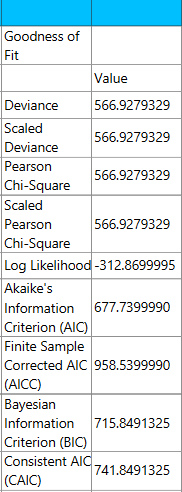 Goodness of
Fit
Value
Deviance 566.9279329
Scaled
Deviance 566.9279329
Pearson
Chi-Square 566.9279329
Scaled
Pearson
Chi-Square 566.9279329
Log Likelihood -312.8699995
Akaike's
Information
Criterion (AIC) 677.7399990
Finite Sample
Corrected AIC
(AICC) 958.5399990
Bayesian
Information
Criterion (BIC) 715.8491325
Consistent AIC
(CAIC) 741.8491325